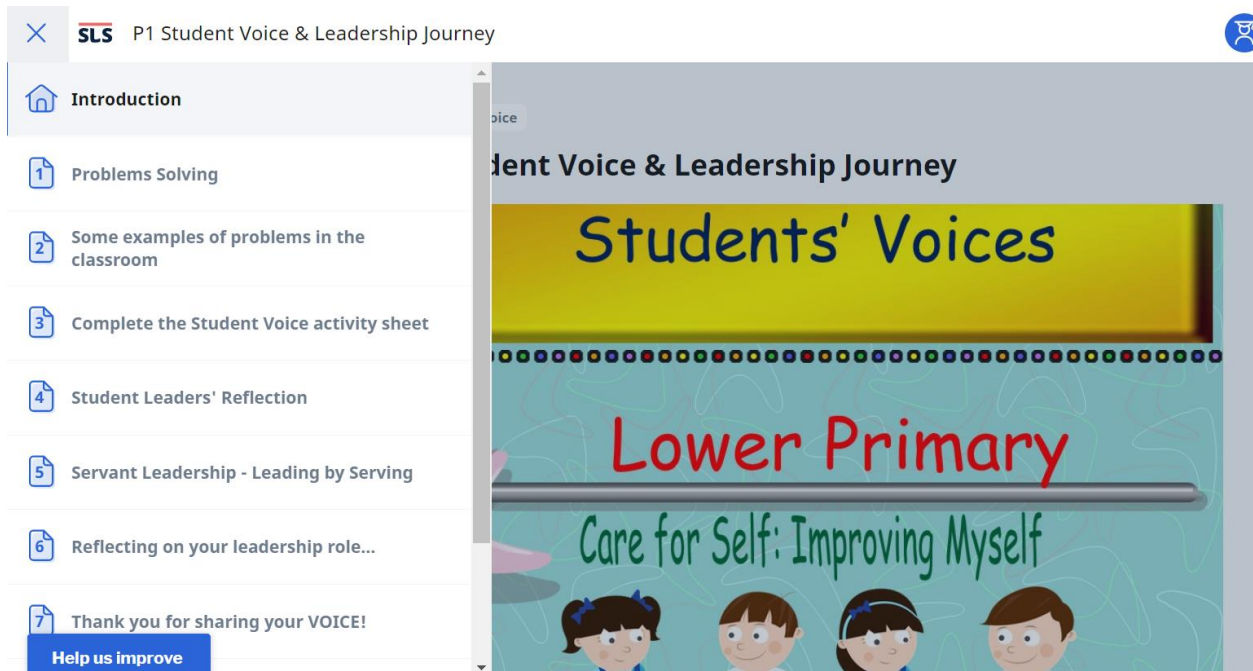 SLS P1 Student Voice & Leadership Journey
Introduction
1 Problems Solving
2 Some examples of problems in the
classroom
3 Complete the Student Voice activity sheet
4 Student Leaders' Reflection
5 Servant Leadership - Leading by Serving
6 Reflecting on your leadership role...
7 Thank you for sharing your VOICE!
Help us improve
Voice & Leadership Journey
Students' Voices
Lower Primary
Care for Self: Improving Myself